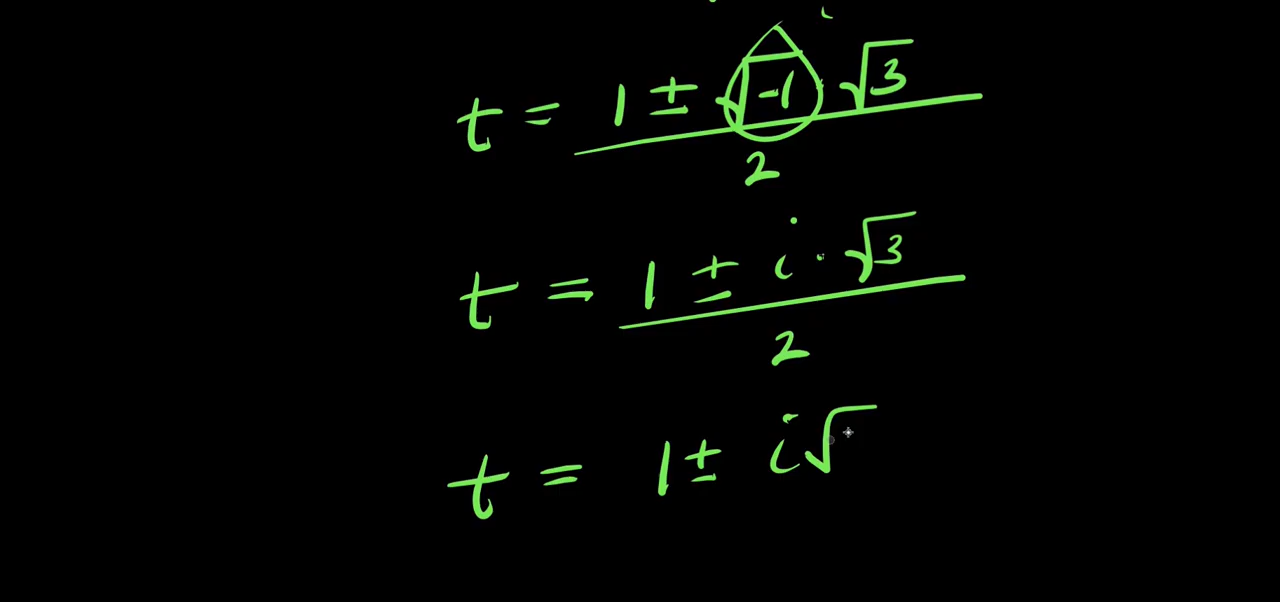 t = (1 ± √-1 · √3) / 2
t = (1 ± i · √3) / 2
t = 1 ± i√